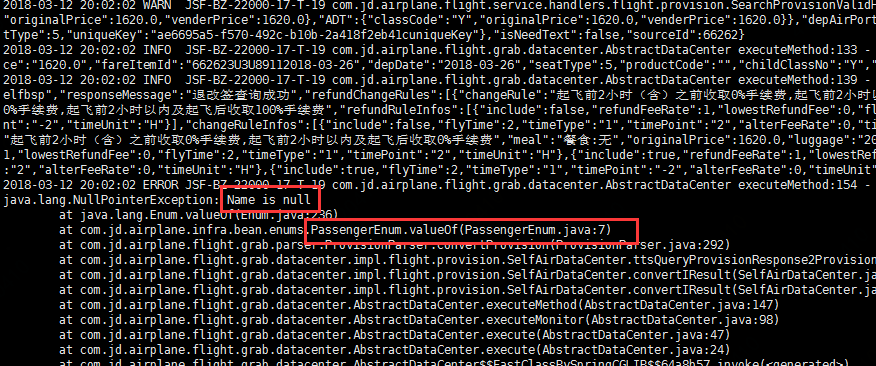 2018-03-12 20:02:02 WARN  JSF-BZ-22000-17-T-19 com.jd.airplane.flight.service.handlers.flight.provision.SearchProvisionValidH
"originalPrice":1620.0,"venderPrice":1620.0},"ADT":{"classCode":"Y","originalPrice":1620.0,"venderPrice":1620.0}},"depAirPort
tType":5,"uniqueKey":"ae6695a5-f570-492c-b10b-2a418f2eb41cuniqueKey"},"isNeedText":false,"sourceId":66262}
2018-03-12 20:02:02 INFO  JSF-BZ-22000-17-T-19 com.jd.airplane.flight.grab.datacenter.AbstractDataCenter executeMethod:133 -
ce":"1620.0","fareItemId":"662623U3U89112018-03-26","depDate":"2018-03-26","seatType":5,"productCode":"","childClassNo":"Y","
2018-03-12 20:02:02 INFO  JSF-BZ-22000-17-T-19 com.jd.airplane.flight.grab.datacenter.AbstractDataCenter executeMethod:139 -
elfbsp","responseMessage":"退改签查询成功","refundChangeRules":[{"changeRule":"起飞前2小时（含）之前收取0%手续费,起飞前2小时以
0%手续费,起飞前2小时以内及起飞后收取100%手续费","refundRuleInfos":[{"include":false,"refundFeeRate":1,"lowestRefundFee":0,"fl
nt":"-2","timeUnit":"H"}],"changeRuleInfos":[{"include":false,"flyTime":2,"timeType":"1","timePoint":"2","alterFeeRate":0,"ti
"起飞前2小时（含）之前收取0%手续费,起飞前2小时以内及起飞后收取0%手续费","meal":"餐食:无","originalPrice":1620.0,"luggage":"20
1,"lowestRefundFee":0,"flyTime":2,"timeType":"1","timePoint":"2","timeUnit":"H"},{"include":true,"refundFeeRate":1,"lowestRef
:"2","alterFeeRate":0,"timeUnit":"H"},{"include":true,"flyTime":2,"timeType":"1","timePoint":"-2","alterFeeRate":0,"timeUnit"
2018-03-12 20:02:02 ERROR JSF-BZ-22000-17-T-19 com.jd.airplane.flight.grab.datacenter.AbstractDataCenter executeMethod:154 -
java.lang.NullPointerException: Name is null
at java.lang.Enum.valueOf(Enum.java:236)
at com.jd.airplane.infra.bean.enums.PassengerEnum.valueOf(PassengerEnum.java:7)
at com.jd.airplane.flight.grab.parser.ProvisionParser.convertProvision(ProvisionParser.java:292)
at com.jd.airplane.flight.grab.datacenter.impl.flight.provision.SelfAirDataCenter.ttsQueryProvisionResponse2Provision
at com.jd.airplane.flight.grab.datacenter.impl.flight.provision.SelfAirDataCenter.convertIResult(SelfAirDataCenter.ja
at com.jd.airplane.flight.grab.datacenter.impl.flight.provision.SelfAirDataCenter.convertIResult(SelfAirDataCenter.ja
at com.jd.airplane.flight.grab.datacenter.AbstractDataCenter.executeMethod(AbstractDataCenter.java:147)
at com.jd.airplane.flight.grab.datacenter.AbstractDataCenter.executeMonitor(AbstractDataCenter.java:98)
at com.jd.airplane.flight.grab.datacenter.AbstractDataCenter.execute(AbstractDataCenter.java:47)
at com.jd.airplane.flight.grab.datacenter.AbstractDataCenter.execute(AbstractDataCenter.java:24)
at com.jd.airplane.flight.grab.datacenter.AbstractDataCenter$$FastClassBySpringCGLIB$$64a8b57.invoke(<generated>)